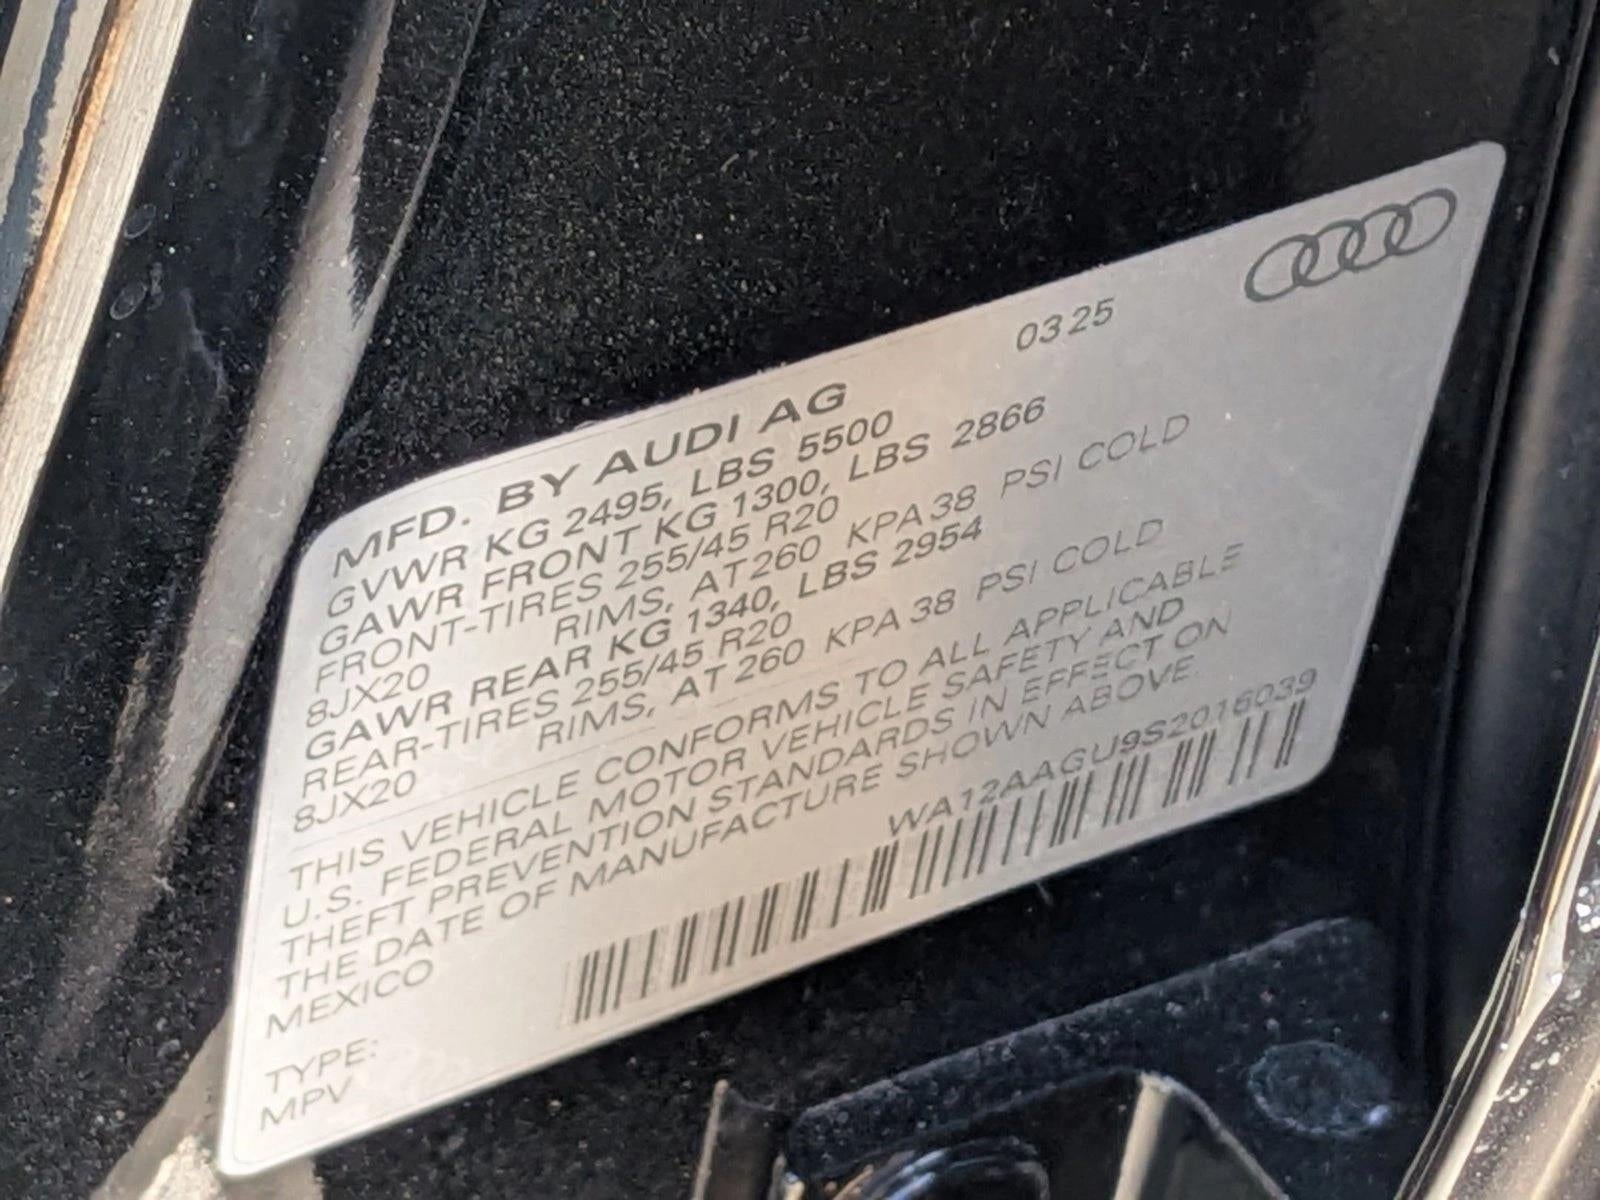 0325
MFD. BY AUDI AG
GVWR KG 2495, LBS 5500
GAWR FRONT KG 1300, LBS 2866
FRONT-TIRES 255/45 R20
8JX20 RIMS, AT 260 KPA 38 PSI COLD
GAWR REAR KG 1340, LBS 2954
REAR-TIRES 255/45 R20
8JX20 RIMS, AT 260 KPA 38 PSI COLD
THIS VEHICLE CONFORMS TO ALL APPLICABLE
U.S. FEDERAL MOTOR VEHICLE SAFETY AND
THEFT PREVENTION STANDARDS IN EFFECT ON
THE DATE OF MANUFACTURE SHOWN ABOVE.
MEXICO
WA12AAGU9S2016039
TYPE:
MPV